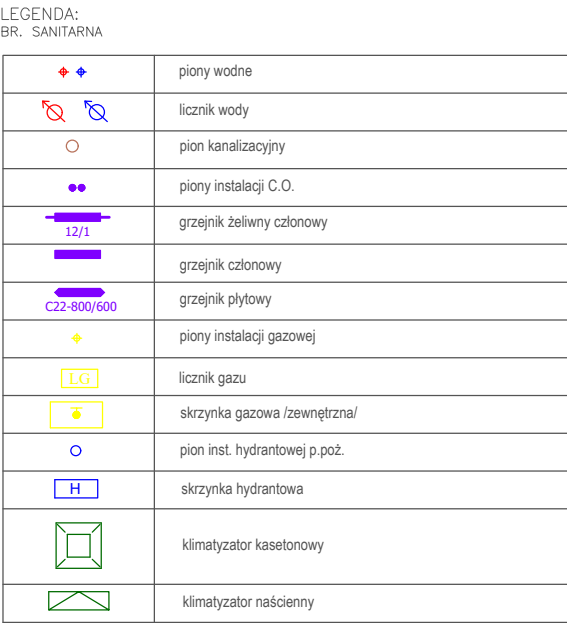 LEGENDA:
BR. SANITARNA
piony wodne
licznik wody
pion kanalizacyjny
piony instalacji C.O.
12/1
grzejnik żeliwny członowy
grzejnik członowy
C22-800/600
grzejnik płytowy
piony instalacji gazowej
LG
licznik gazu
skrzynka gazowa /zewnętrzna/
pion inst. hydrantowej p.poż.
H
skrzynka hydrantowa
klimatyzator kasetonowy
klimatyzator naścienny